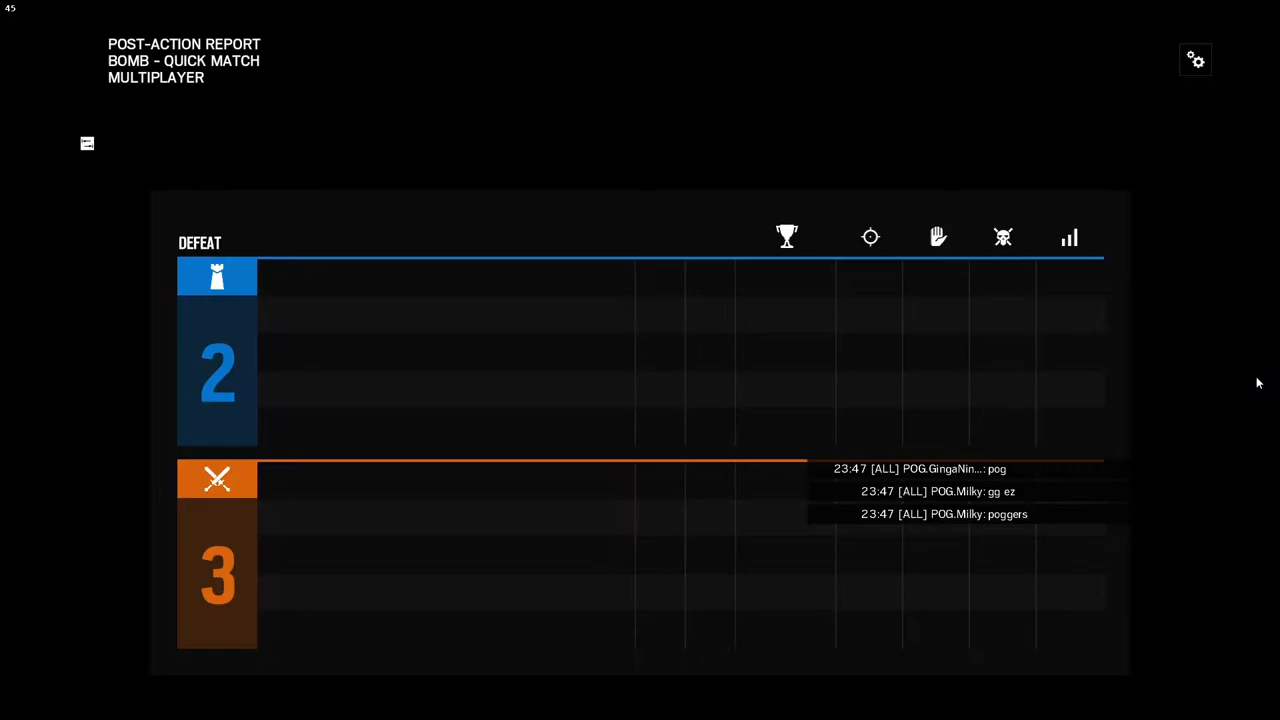 45
POST-ACTION REPORT
BOMB - QUICK MATCH
MULTIPLAYER
DEFEAT
2
3
23:47 [ALL] POG.GingaNin...: pog
23:47 [ALL] POG.Milky: gg ez
23:47 [ALL] POG.Milky: poggers